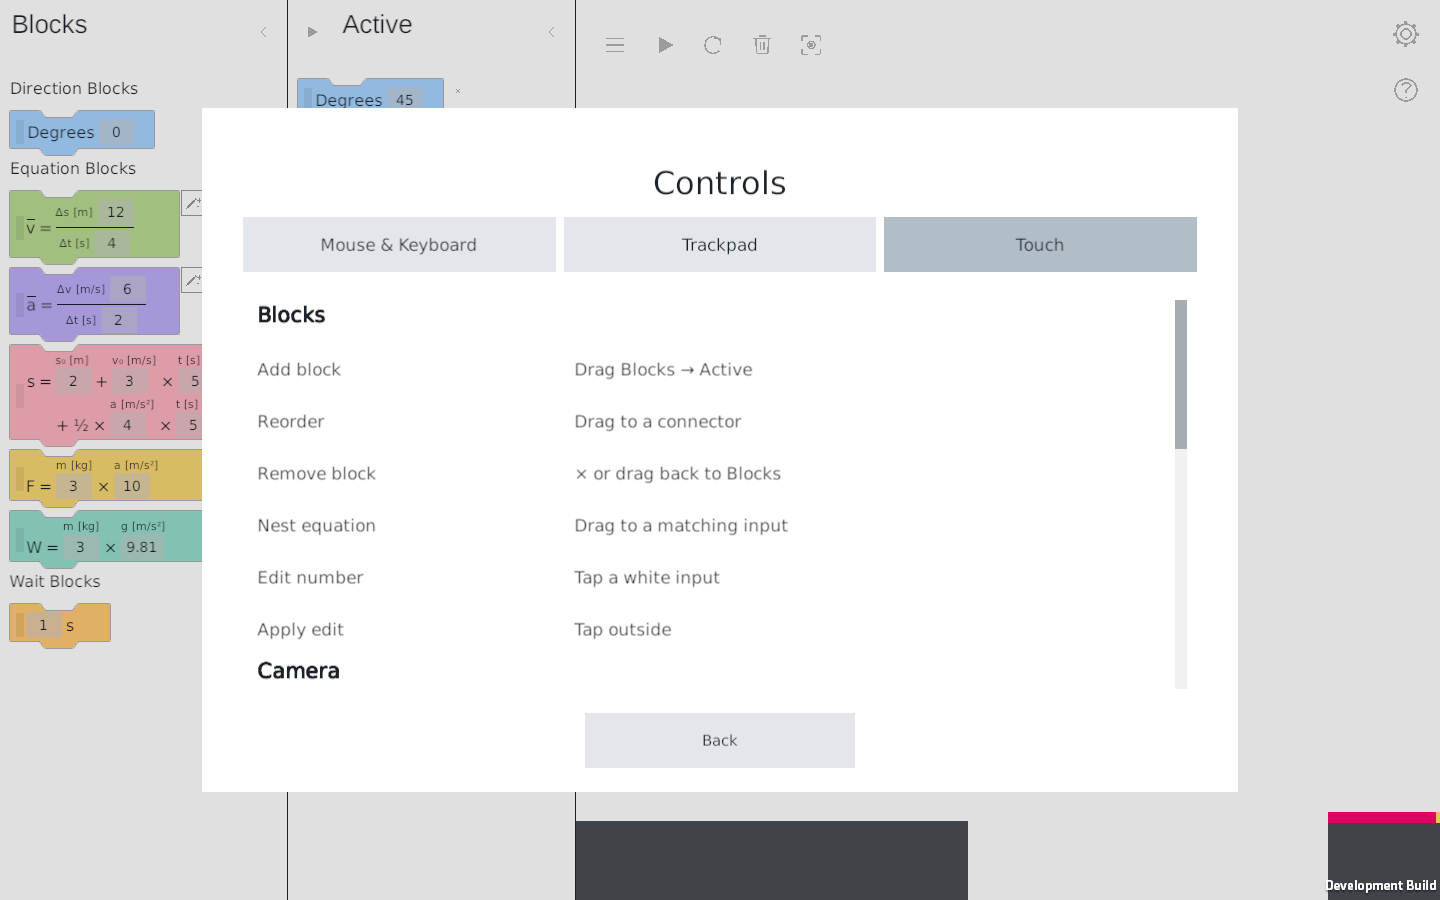 Blocks
Active
Direction Blocks
Degrees 0
Degrees 45
×
Equation Blocks
v = Δs [m] 12
Δt [s] 4
a = Δv [m/s] 6
Δt [s] 2
s₀ [m] v₀ [m/s] t [s]
s = 2 + 3 × 5
a [m/s²] t [s]
+ ½ × 4 × 5
m [kg] a [m/s²]
F = 3 × 10
m [kg] g [m/s²]
W = 3 × 9.81
Wait Blocks
1 s
Controls
Mouse & Keyboard
Trackpad
Touch
Blocks
Add block Drag Blocks → Active
Reorder Drag to a connector
Remove block × or drag back to Blocks
Nest equation Drag to a matching input
Edit number Tap a white input
Apply edit Tap outside
Camera
Back
Development Build